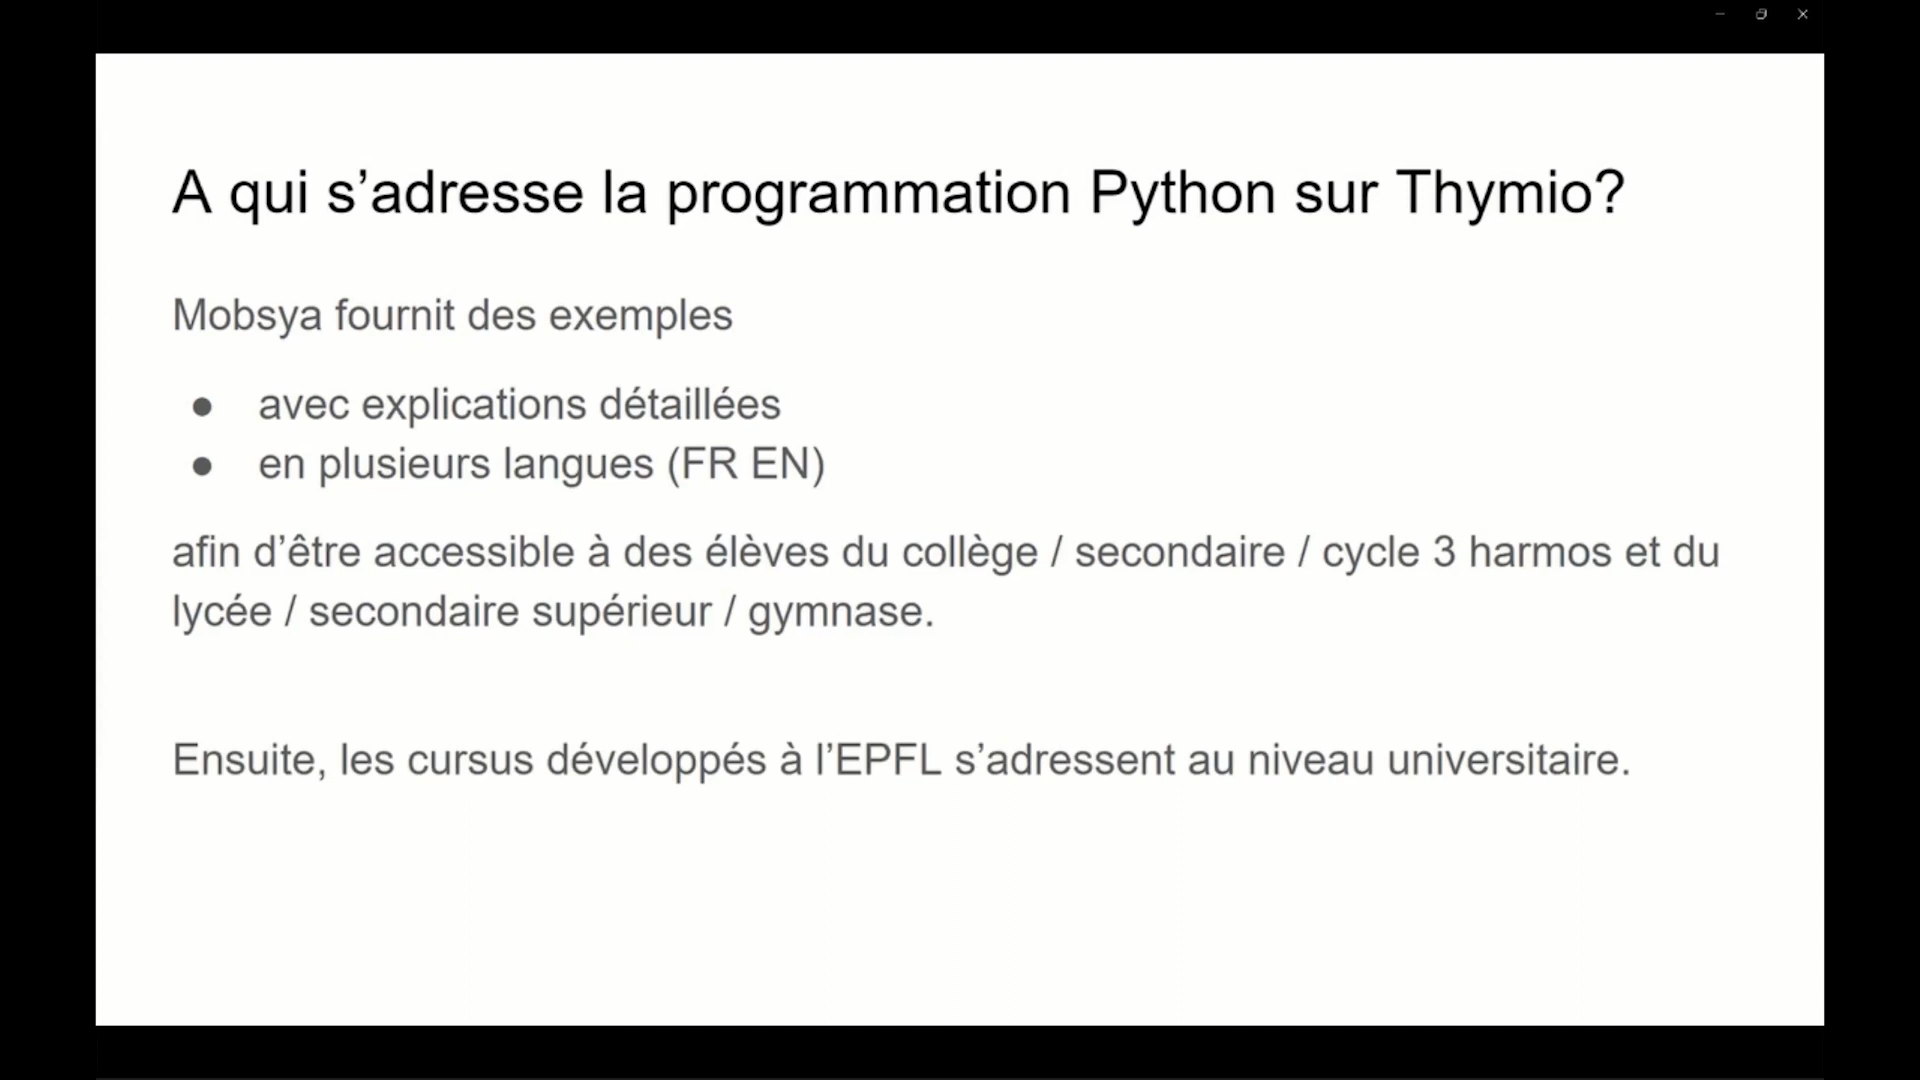 A qui s’adresse la programmation Python sur Thymio?
Mobsya fournit des exemples
● avec explications détaillées
● en plusieurs langues (FR EN)
afin d’être accessible à des élèves du collège / secondaire / cycle 3 harmos et du
lycée / secondaire supérieur / gymnase.
Ensuite, les cursus développés à l’EPFL s’adressent au niveau universitaire.